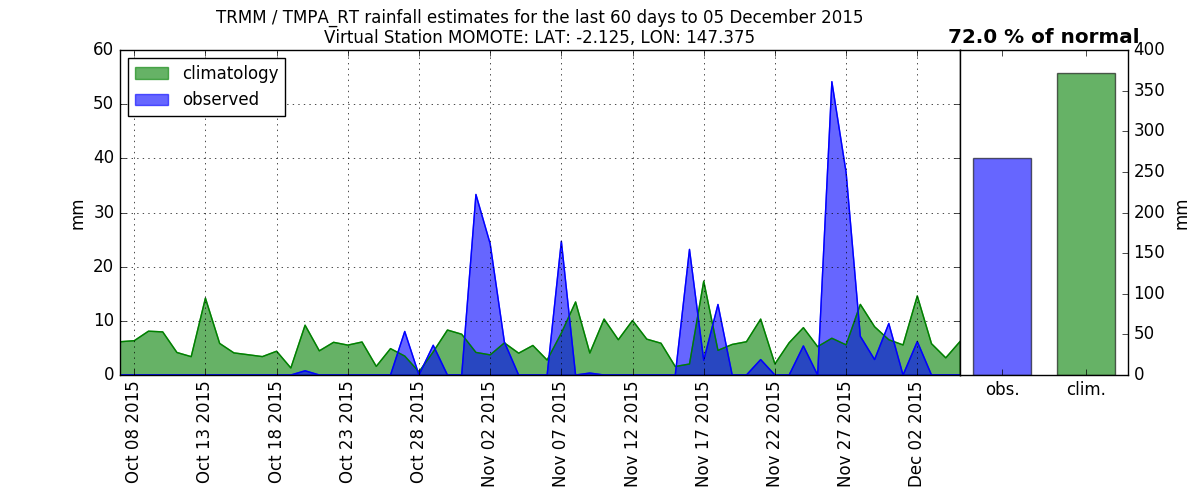 TRMM / TMPA_RT rainfall estimates for the last 60 days to 05 December 2015
Virtual Station MOMOTE: LAT: -2.125, LON: 147.375
72.0 % of normal
climatology
observed
60
50
40
30
20
10
0
mm
Oct 08 2015
Oct 13 2015
Oct 18 2015
Oct 23 2015
Oct 28 2015
Nov 02 2015
Nov 07 2015
Nov 12 2015
Nov 17 2015
Nov 22 2015
Nov 27 2015
Dec 02 2015
obs.
clim.
400
350
300
250
200
150
100
50
0
mm